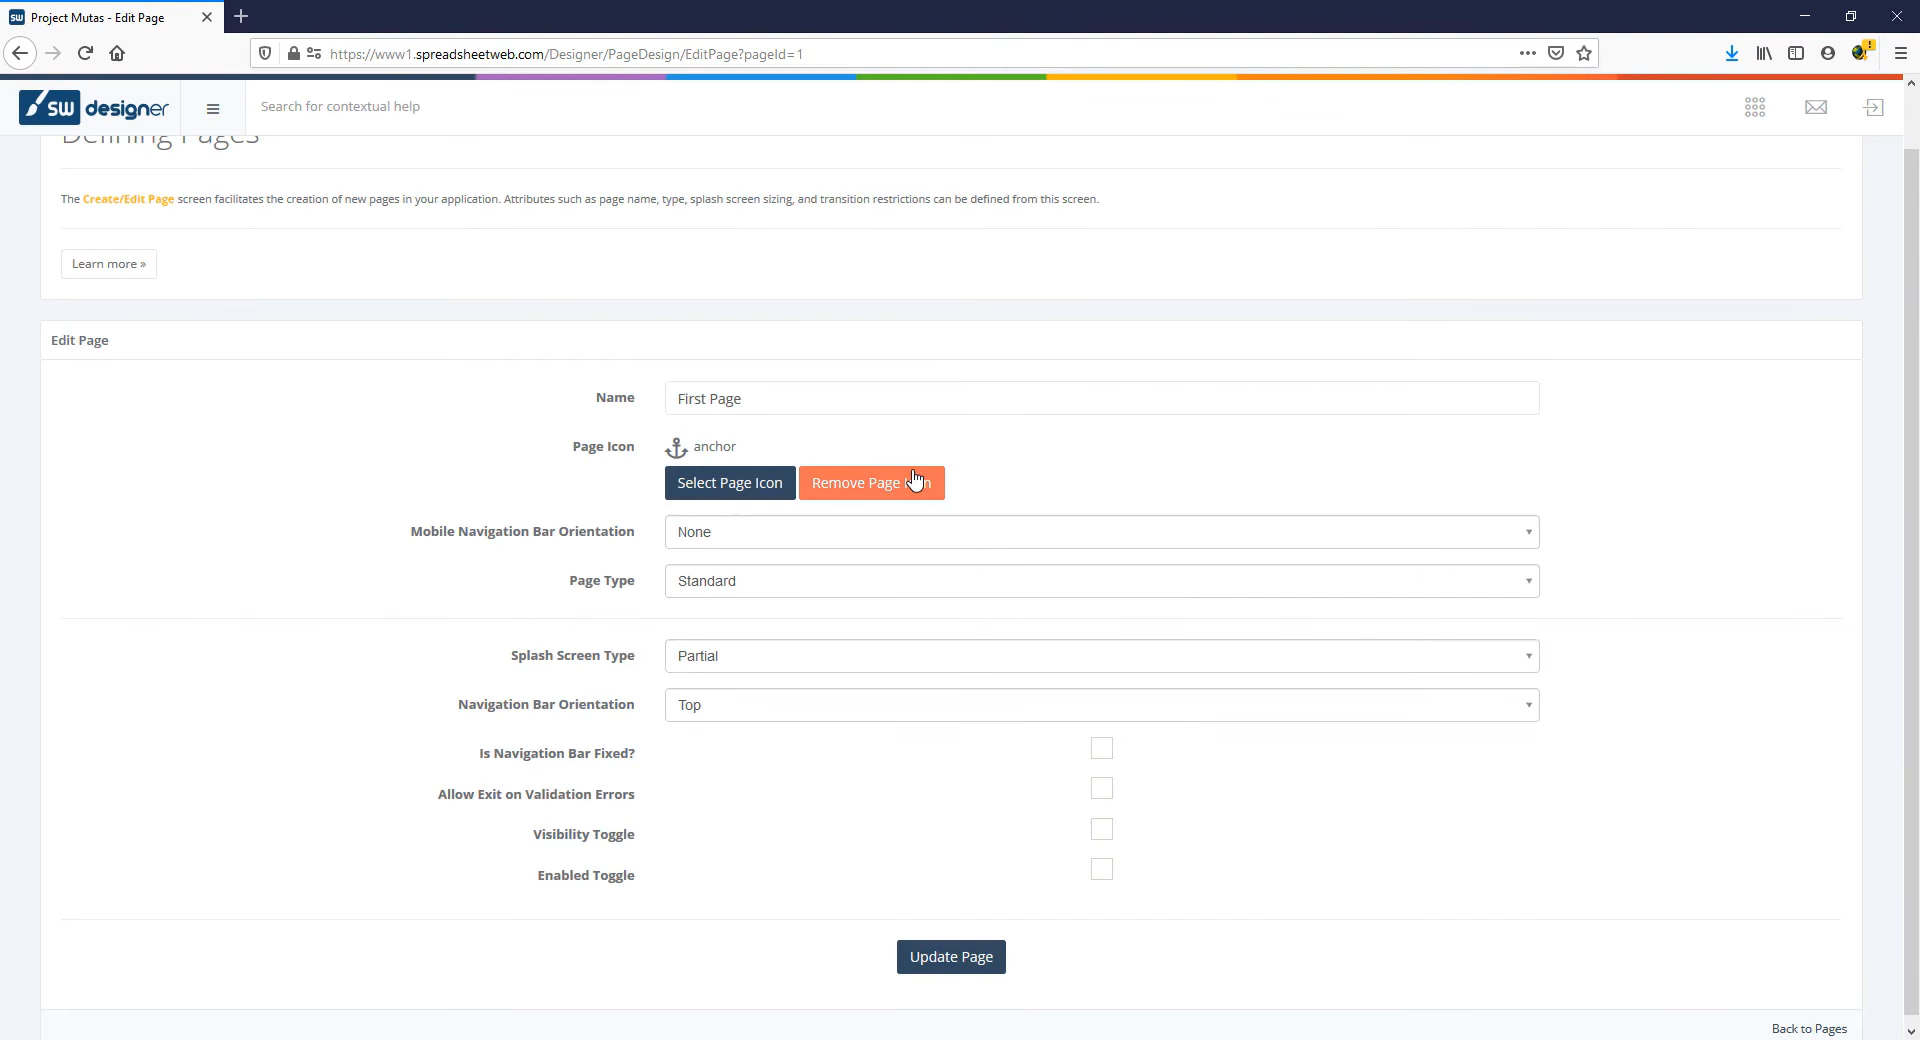 SW Project Mutas - Edit Page
https://www1.spreadsheetweb.com/Designer/PageDesign/EditPage?pageId=1
SW designer
Search for contextual help
Defining Pages
The Create/Edit Page screen facilitates the creation of new pages in your application. Attributes such as page name, type, splash screen sizing, and transition restrictions can be defined from this screen.
Learn more »
Edit Page
Name First Page
Page Icon anchor
Select Page Icon Remove Page
Mobile Navigation Bar Orientation None
Page Type Standard
Splash Screen Type Partial
Navigation Bar Orientation Top
Is Navigation Bar Fixed?
Allow Exit on Validation Errors
Visibility Toggle
Enabled Toggle
Update Page
Back to Pages